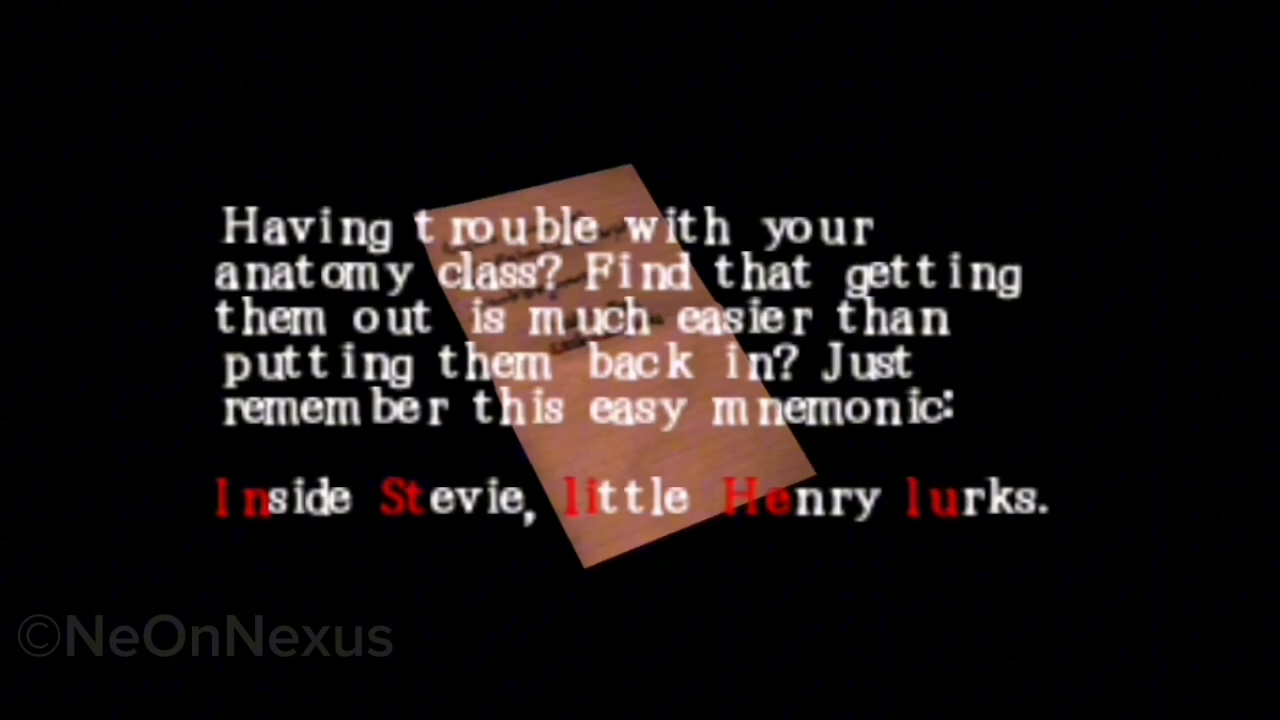 Having trouble with your
anatomy class? Find that getting
them out is much easier than
putting them back in? Just
remember this easy mnemonic:
Inside Stevie, little Henry lurks.
©NeOnNexus